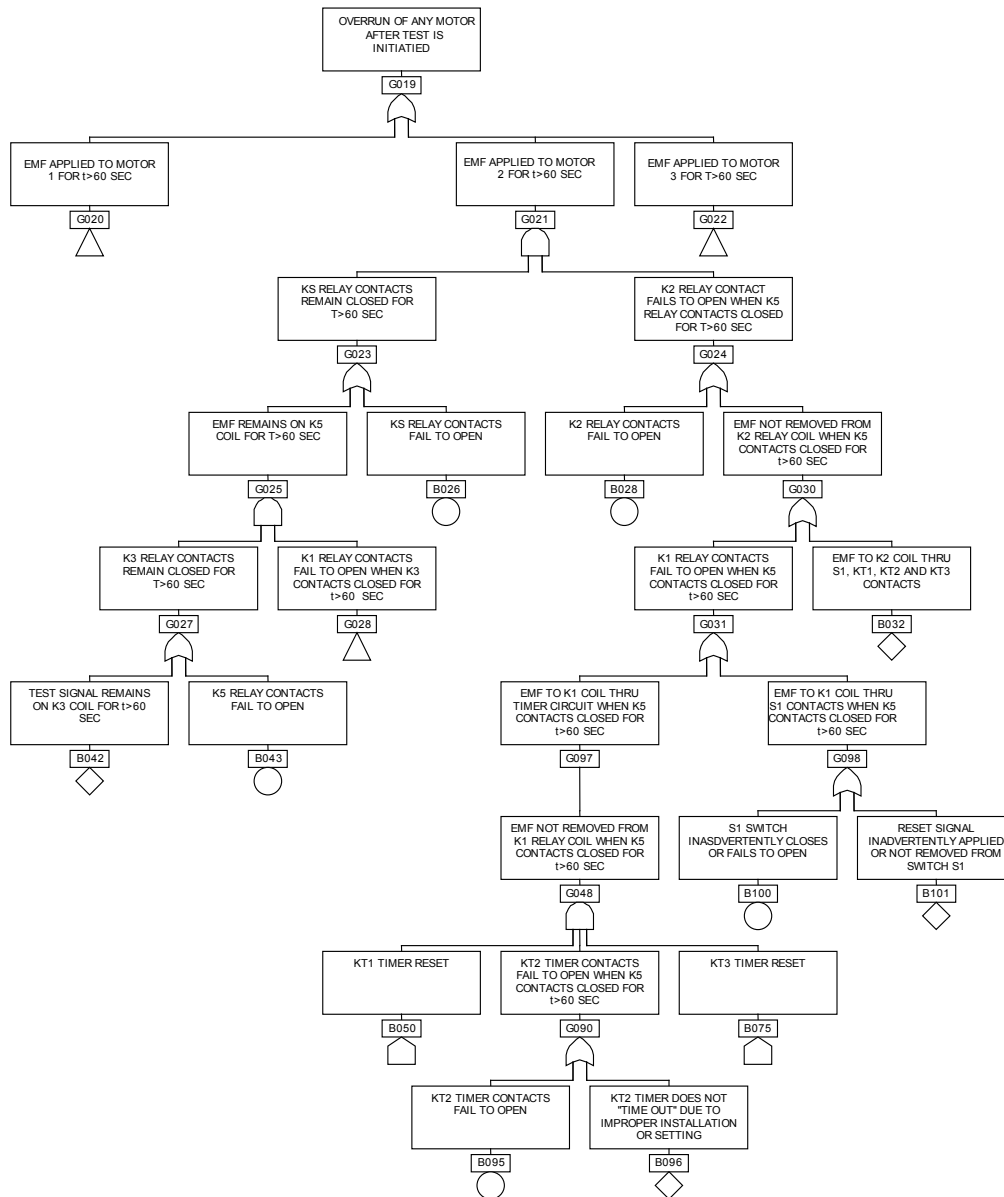 OVERRUN OF ANY MOTOR
AFTER TEST IS
INITIATIED
G019
EMF APPLIED TO MOTOR
1 FOR t>60 SEC
G020
EMF APPLIED TO MOTOR
2 FOR t>60 SEC
G021
EMF APPLIED TO MOTOR
3 FOR T>60 SEC
G022
KS RELAY CONTACTS
REMAIN CLOSED FOR
T>60 SEC
G023
K2 RELAY CONTACT
FAILS TO OPEN WHEN K5
RELAY CONTACTS CLOSED
FOR T>60 SEC
G024
EMF REMAINS ON K5
COIL FOR T>60 SEC
G025
KS RELAY CONTACTS
FAIL TO OPEN
B026
K2 RELAY CONTACTS
FAIL TO OPEN
B028
EMF NOT REMOVED FROM
K2 RELAY COIL WHEN K5
CONTACTS CLOSED FOR
t>60 SEC
G030
K3 RELAY CONTACTS
REMAIN CLOSED FOR
T>60 SEC
G027
K1 RELAY CONTACTS
FAIL TO OPEN WHEN K3
CONTACTS CLOSED FOR
t>60 SEC
G028
K1 RELAY CONTACTS
FAIL TO OPEN WHEN K5
CONTACTS CLOSED FOR
t>60 SEC
G031
EMF TO K2 COIL THRU
S1, KT1, KT2 AND KT3
CONTACTS
B032
TEST SIGNAL REMAINS
ON K3 COIL FOR t>60
SEC
B042
K5 RELAY CONTACTS
FAIL TO OPEN
B043
EMF TO K1 COIL THRU
TIMER CIRCUIT WHEN K5
CONTACTS CLOSED FOR
t>60 SEC
G097
EMF TO K1 COIL THRU
S1 CONTACTS WHEN K5
CONTACTS CLOSED FOR
t>60 SEC
G098
EMF NOT REMOVED FROM
K1 RELAY COIL WHEN K5
CONTACTS CLOSED FOR
t>60 SEC
G048
S1 SWITCH
INASDVERTENTLY CLOSES
OR FAILS TO OPEN
B100
RESET SIGNAL
INADVERTENTLY APPLIED
OR NOT REMOVED FROM
SWITCH S1
B101
KT1 TIMER RESET
B050
KT2 TIMER CONTACTS
FAIL TO OPEN WHEN K5
CONTACTS CLOSED FOR
t>60 SEC
G090
KT3 TIMER RESET
B075
KT2 TIMER CONTACTS
FAIL TO OPEN
B095
KT2 TIMER DOES NOT
"TIME OUT" DUE TO
IMPROPER INSTALLATION
OR SETTING
B096